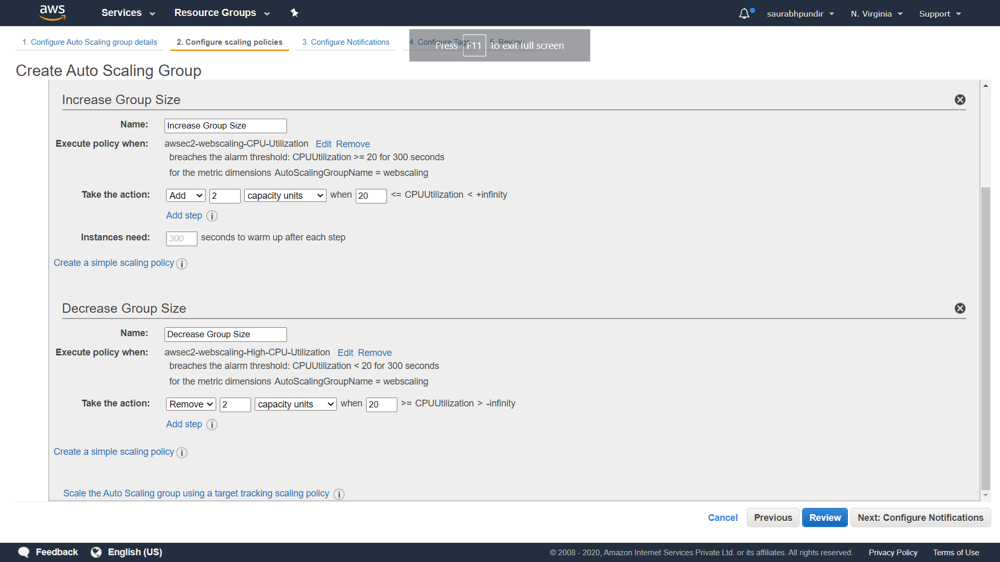 aws Services Resource Groups saurabhpundir N. Virginia Support
1. Configure Auto Scaling group details 2. Configure scaling policies 3. Configure Notifications 4. Configure Tags 5. Review
Press F11 to exit full screen
Create Auto Scaling Group
Increase Group Size
Name: Increase Group Size
Execute policy when: awsec2-webscaling-CPU-Utilization Edit Remove
breaches the alarm threshold: CPUUtilization >= 20 for 300 seconds
for the metric dimensions AutoScalingGroupName = webscaling
Take the action: Add 2 capacity units when 20 <= CPUUtilization < +infinity
Add step i
Instances need: 300 seconds to warm up after each step
Create a simple scaling policy i
Decrease Group Size
Name: Decrease Group Size
Execute policy when: awsec2-webscaling-High-CPU-Utilization Edit Remove
breaches the alarm threshold: CPUUtilization < 20 for 300 seconds
for the metric dimensions AutoScalingGroupName = webscaling
Take the action: Remove 2 capacity units when 20 >= CPUUtilization > -infinity
Add step i
Create a simple scaling policy i
Scale the Auto Scaling group using a target tracking scaling policy i
Cancel Previous Review Next: Configure Notifications
Feedback English (US) © 2008 - 2020, Amazon Internet Services Private Ltd. or its affiliates. All rights reserved. Privacy Policy Terms of Use